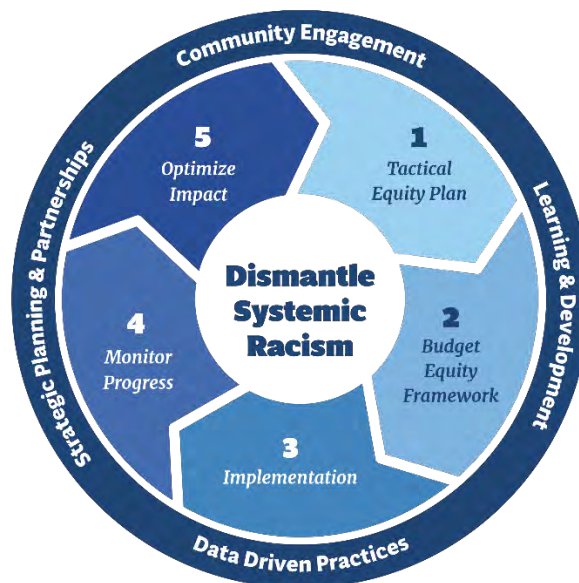 Community Engagement
Learning & Development
Data Driven Practices
Strategic Planning & Partnerships
1
Tactical
Equity Plan
2
Budget
Equity
Framework
3
Implementation
4
Monitor
Progress
5
Optimize
Impact
Dismantle
Systemic
Racism